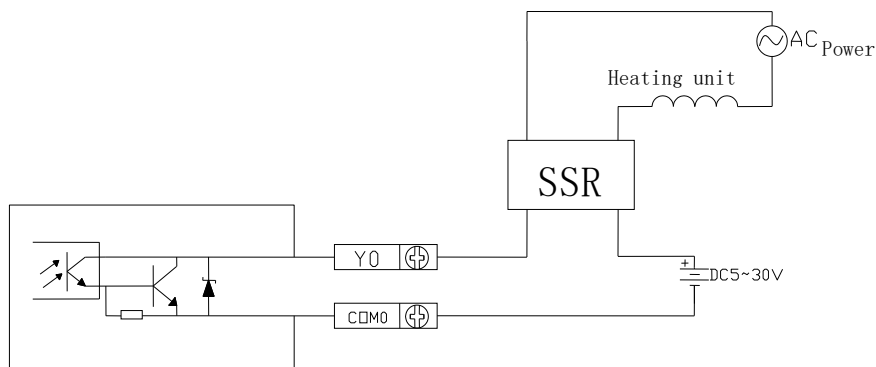 AC Power
Heating unit
SSR
Y0
COM0
DC5~30V